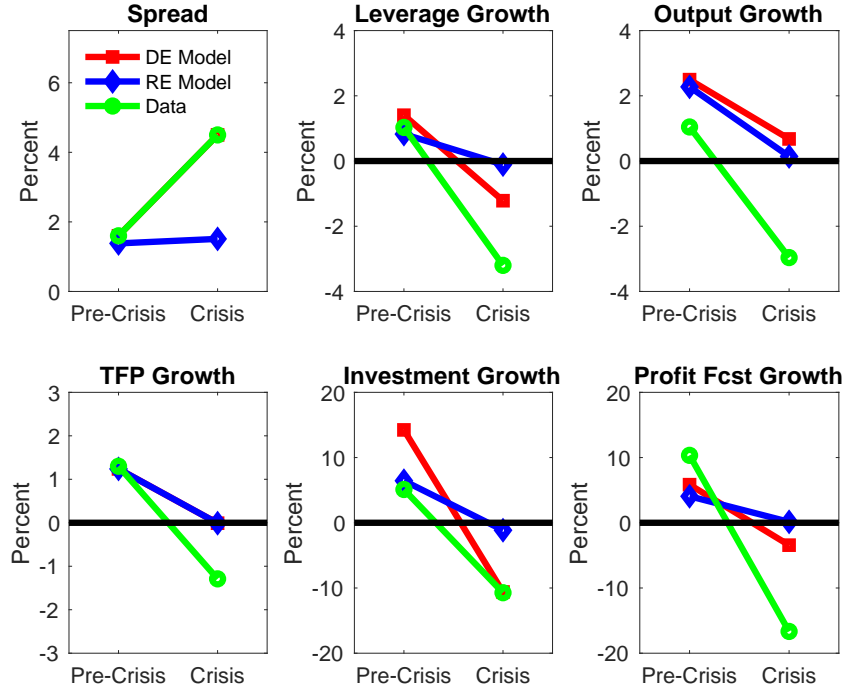 Spread
Percent
6
4
2
0
DE Model
RE Model
Data
Pre-Crisis Crisis
Leverage Growth
Percent
4
2
0
-2
-4
Pre-Crisis Crisis
Output Growth
Percent
4
2
0
-2
-4
Pre-Crisis Crisis
TFP Growth
Percent
3
2
1
0
-1
-2
-3
Pre-Crisis Crisis
Investment Growth
Percent
20
10
0
-10
-20
Pre-Crisis Crisis
Profit Fcst Growth
Percent
20
10
0
-10
-20
Pre-Crisis Crisis